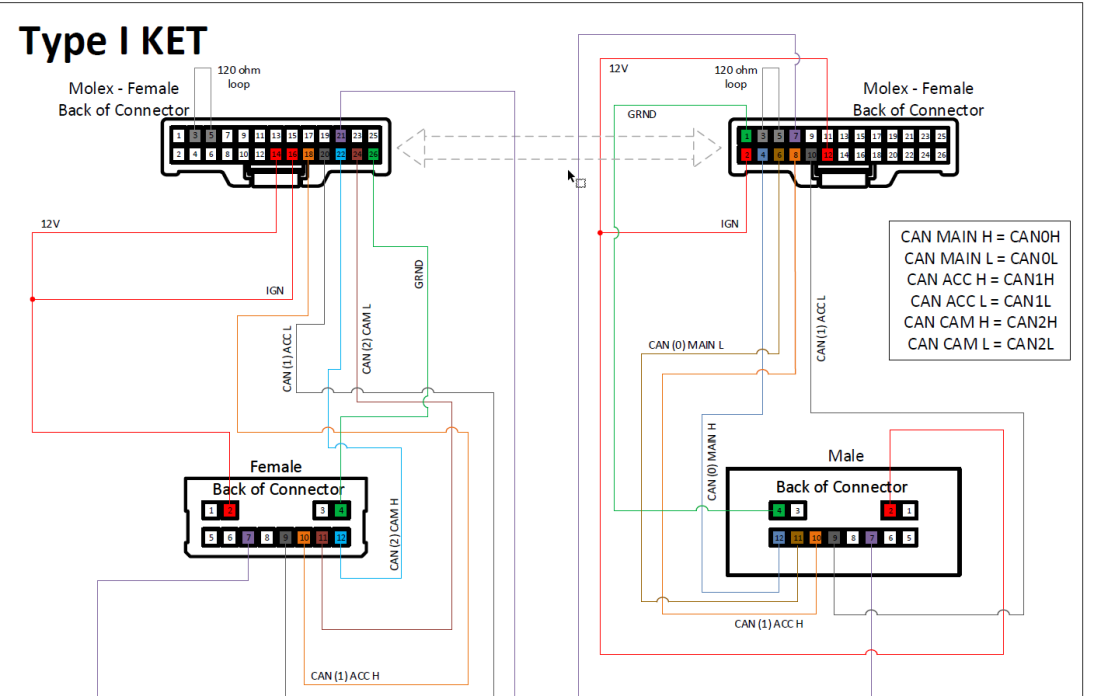 Type I KET
120 ohm
loop
Molex - Female
Back of Connector
1 3 5 7 9 11 13 15 17 19 21 23 25
2 4 6 8 10 12 14 16 18 20 22 24 26
12V
IGN
CAN (1) ACC L
CAN (2) CAM L
GRND
Female
Back of Connector
1 2 3 4
5 6 7 8 9 10 11 12
CAN (2) CAM H
CAN (1) ACC H
12V
120 ohm
loop
Molex - Female
Back of Connector
GRND
1 3 5 7 9 11 13 15 17 19 21 23 25
2 4 6 8 10 12 14 16 18 20 22 24 26
IGN
CAN MAIN H = CAN0H
CAN MAIN L = CAN0L
CAN ACC H = CAN1H
CAN ACC L = CAN1L
CAN CAM H = CAN2H
CAN CAM L = CAN2L
CAN (0) MAIN L
CAN (1) ACC L
CAN (0) MAIN H
Male
Back of Connector
4 3 2 1
12 11 10 9 8 7 6 5
CAN (1) ACC H